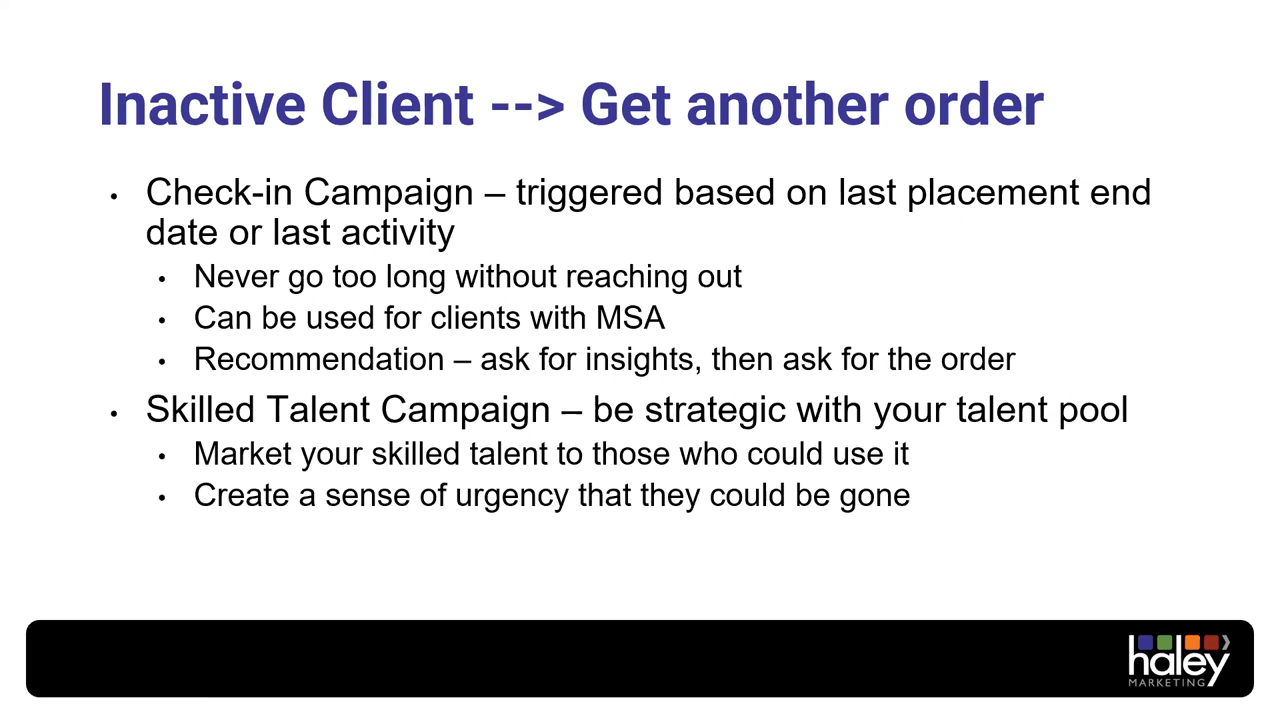 Inactive Client --> Get another order
• Check-in Campaign – triggered based on last placement end
date or last activity
• Never go too long without reaching out
• Can be used for clients with MSA
• Recommendation – ask for insights, then ask for the order
• Skilled Talent Campaign – be strategic with your talent pool
• Market your skilled talent to those who could use it
• Create a sense of urgency that they could be gone
haley
MARKETING